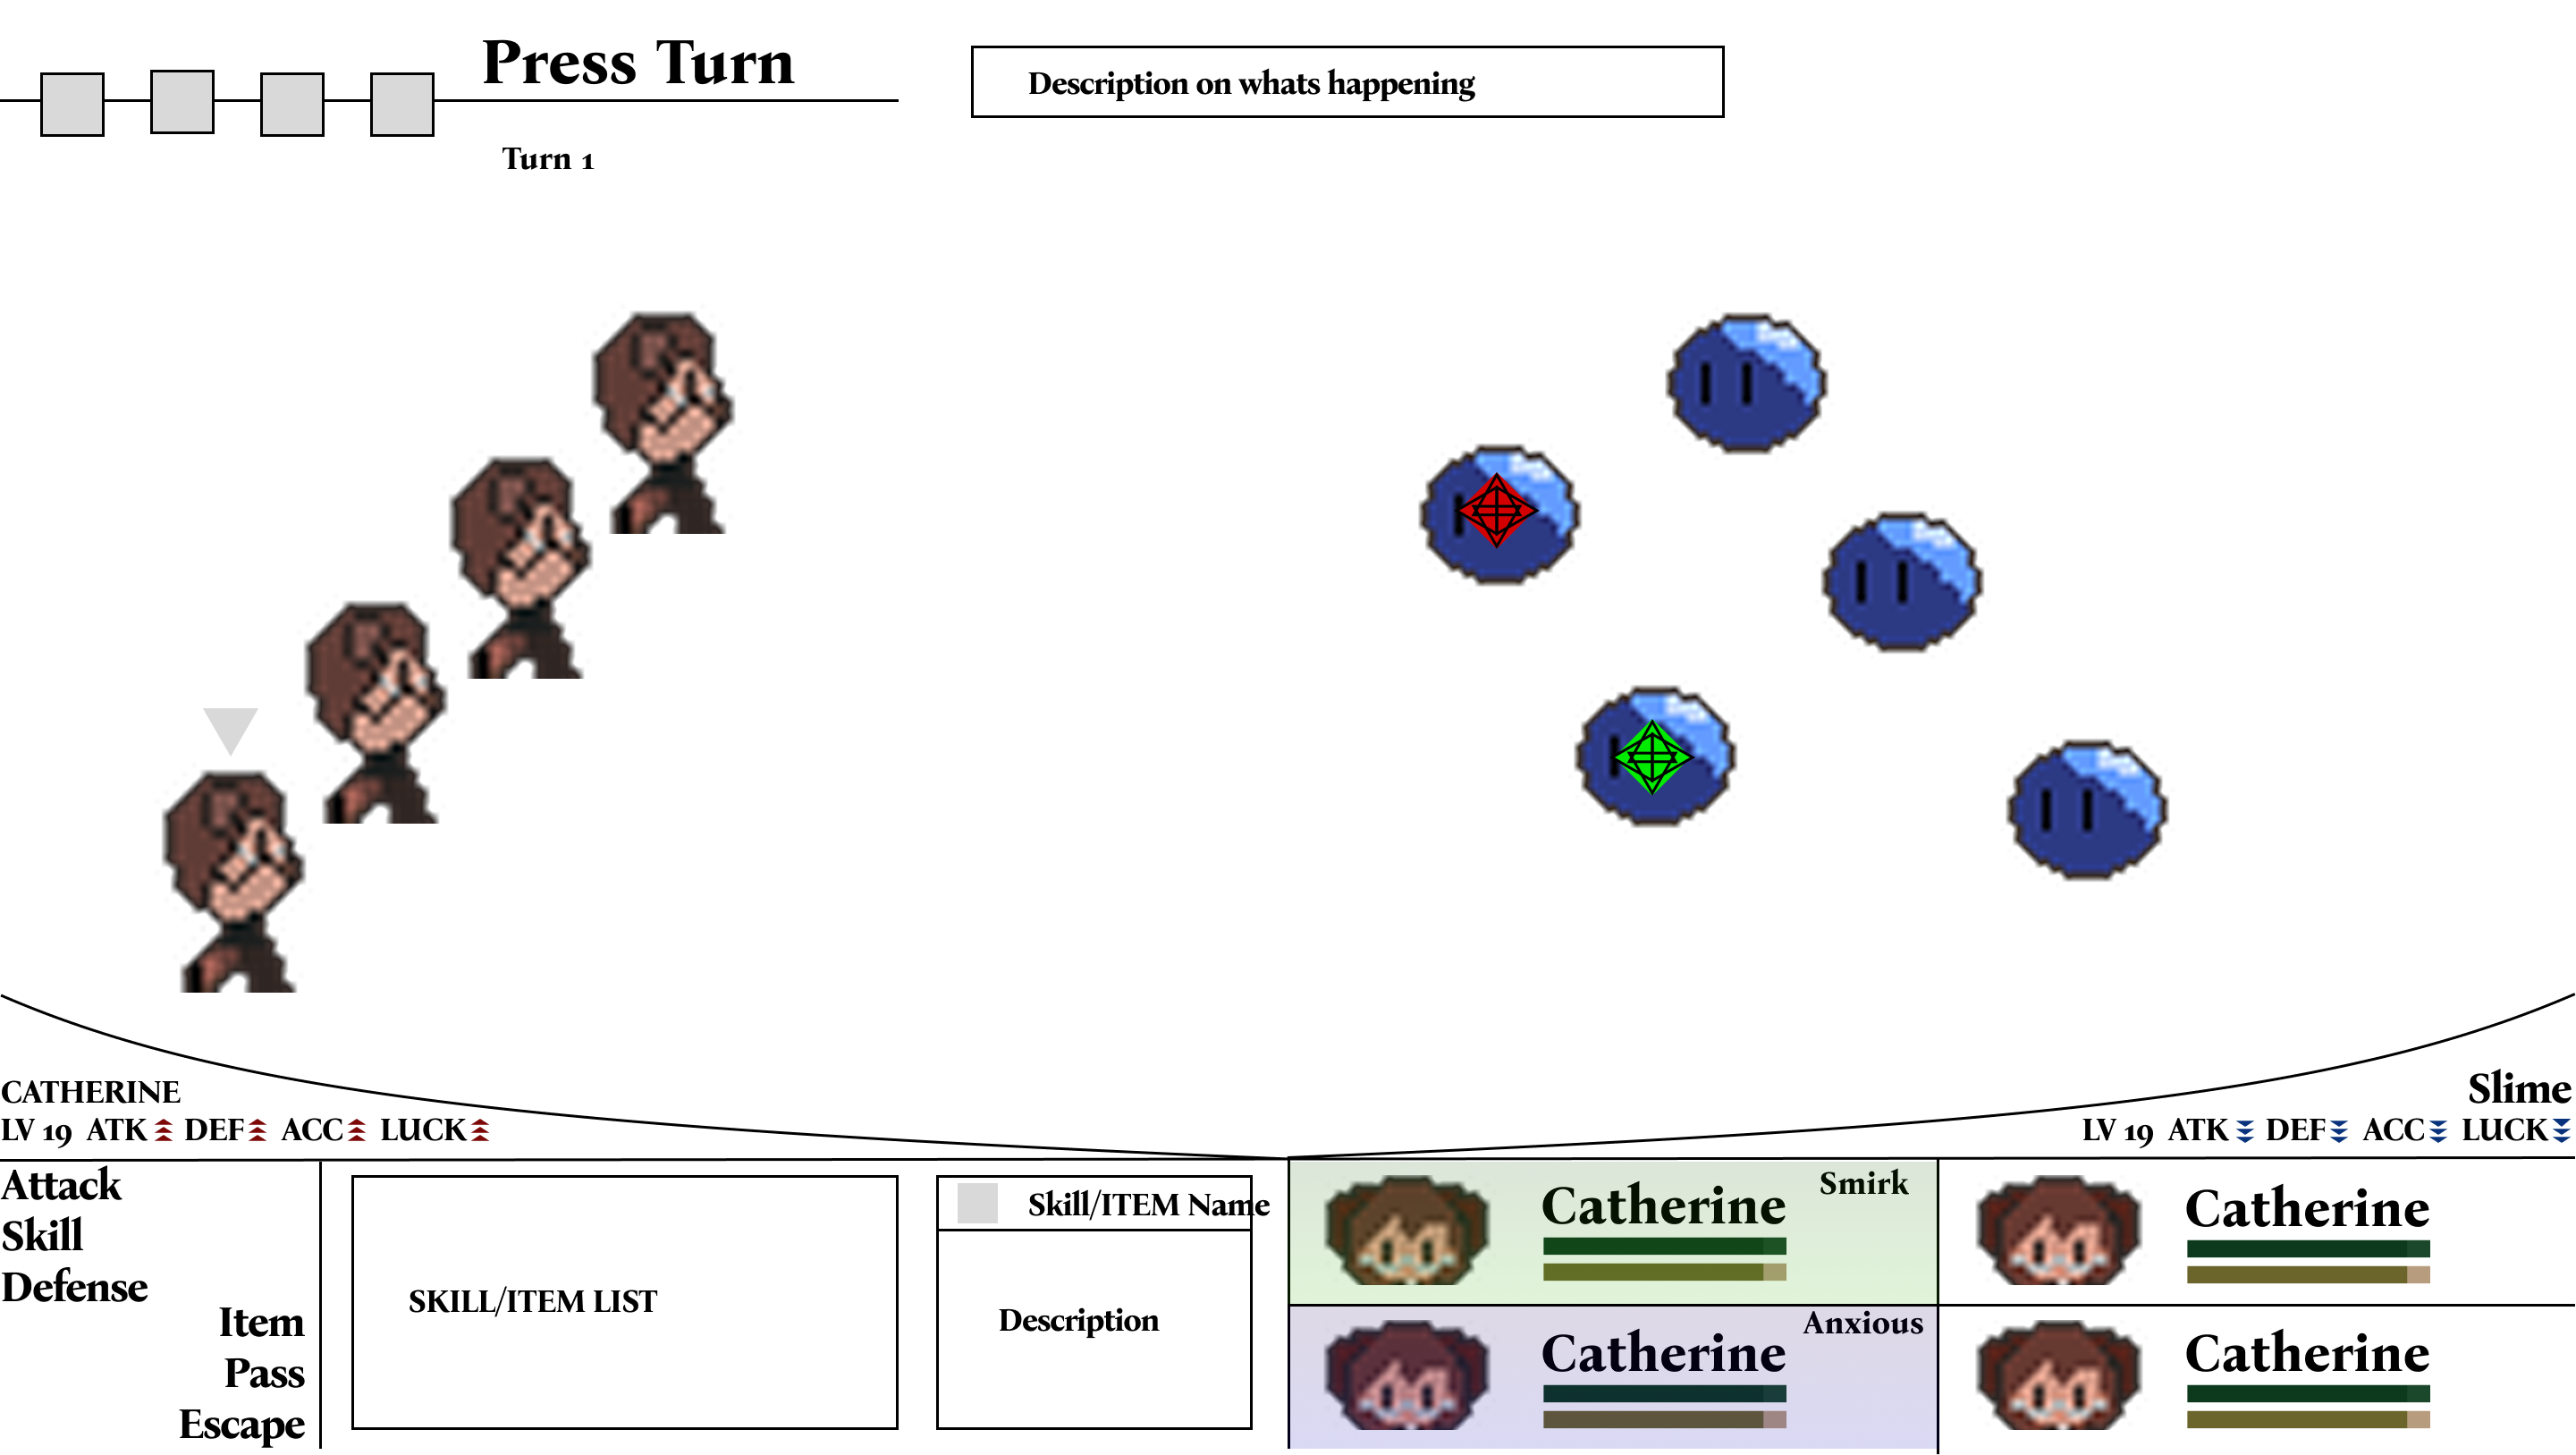 Press Turn
Description on whats happening
Turn 1
CATHERINE
LV 19 ATK DEF ACC LUCK
Slime
LV 19 ATK DEF ACC LUCK
Attack
Skill
Defense
Item
Pass
Escape
SKILL/ITEM LIST
Skill/ITEM Name
Description
Catherine
Smirk
Catherine
Catherine
Anxious
Catherine